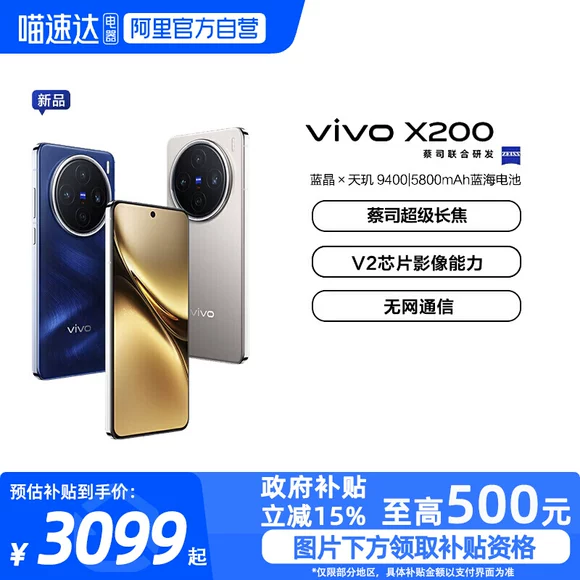 喵速达 电器 阿里官方自营
新品
vivo X200
蔡司联合研发 ZEISS
蓝晶×天玑 9400|5800mAh蓝海电池
蔡司超级长焦
V2芯片影像能力
无网通信
vivo
vivo
预估补贴到手价:
¥3099起
政府补贴
立减15%
至高500元
图片下方领取补贴资格
*仅限部分地区，具体补贴金额以支付界面为准